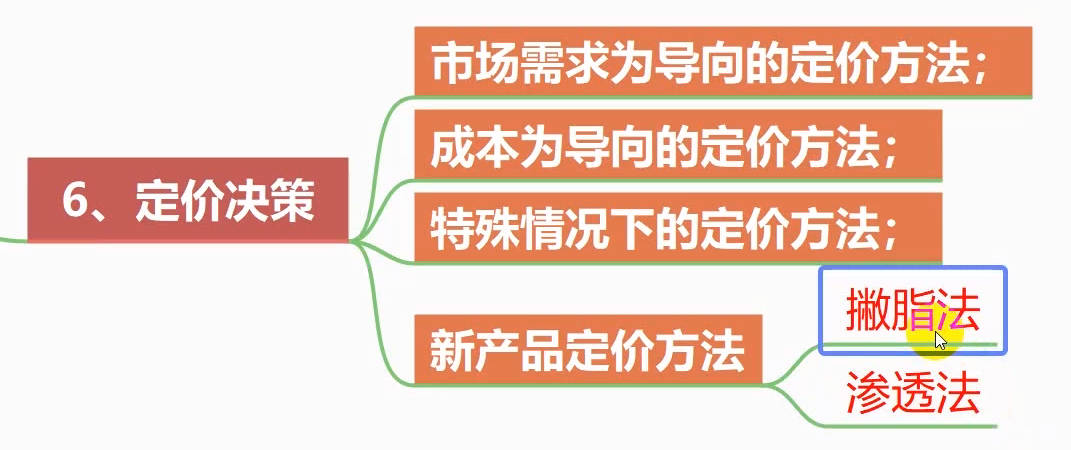 6、定价决策
市场需求为导向的定价方法；
成本为导向的定价方法；
特殊情况下的定价方法；
新产品定价方法
撇脂法
渗透法